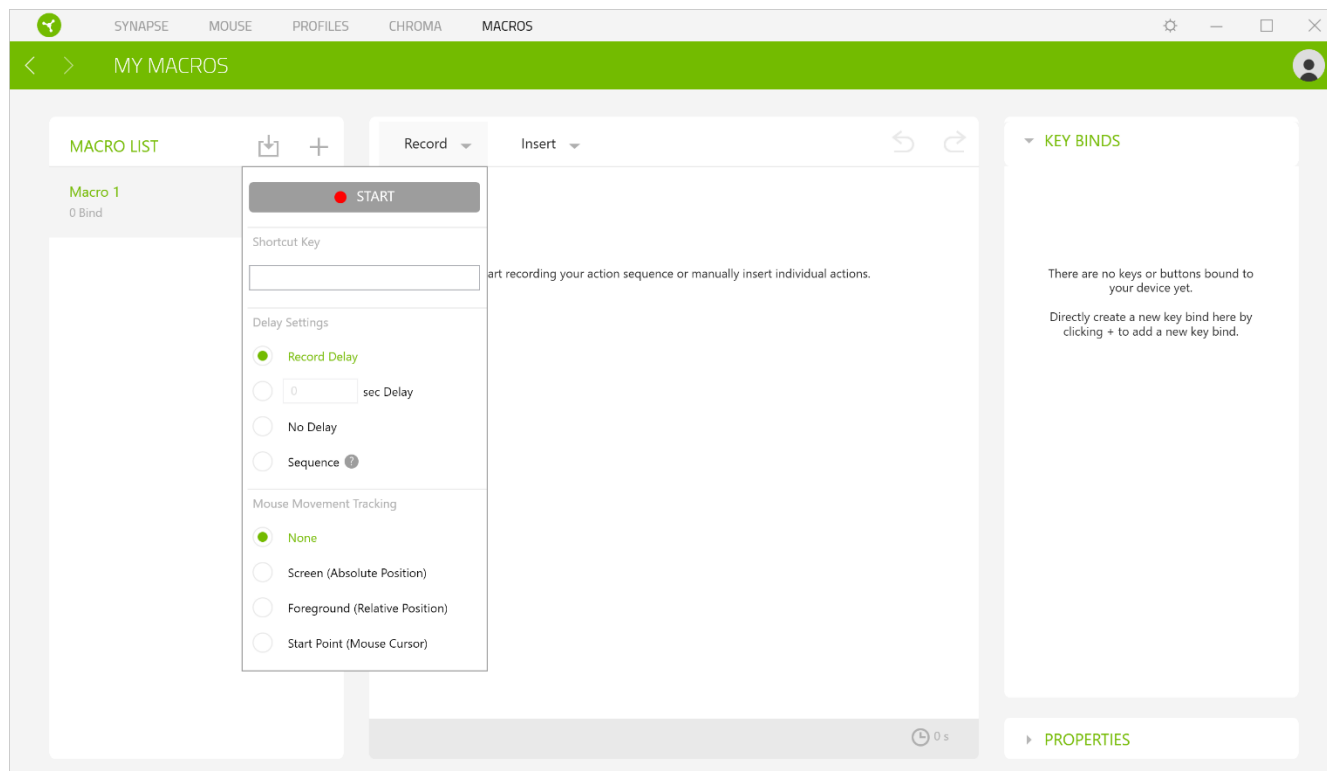 SYNAPSE MOUSE PROFILES CHROMA MACROS
MY MACROS
MACRO LIST
Macro 1
0 Bind
Record
Insert
START
Shortcut Key
Delay Settings
Record Delay
0 sec Delay
No Delay
Sequence ?
Mouse Movement Tracking
None
Screen (Absolute Position)
Foreground (Relative Position)
Start Point (Mouse Cursor)
art recording your action sequence or manually insert individual actions.
0 s
KEY BINDS
There are no keys or buttons bound to
your device yet.
Directly create a new key bind here by
clicking + to add a new key bind.
PROPERTIES